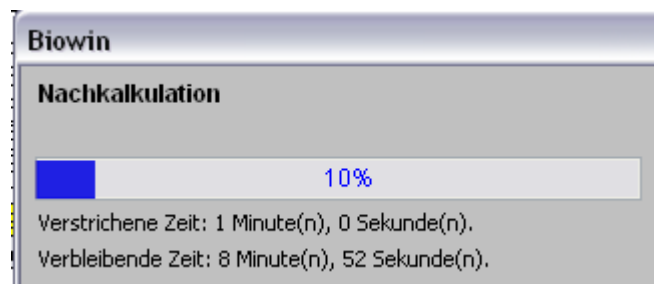 Biowin
Nachkalkulation
10%
Verstrichene Zeit: 1 Minute(n), 0 Sekunde(n).
Verbleibende Zeit: 8 Minute(n), 52 Sekunde(n).